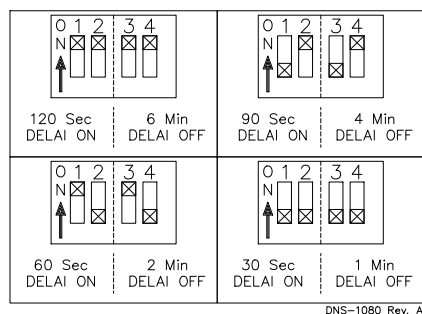 O 1 2 3 4
N
120 Sec 6 Min
DELAI ON DELAI OFF
O 1 2 3 4
N
90 Sec 4 Min
DELAI ON DELAI OFF
O 1 2 3 4
N
60 Sec 2 Min
DELAI ON DELAI OFF
O 1 2 3 4
N
30 Sec 1 Min
DELAI ON DELAI OFF
DNS-1080 Rev. A